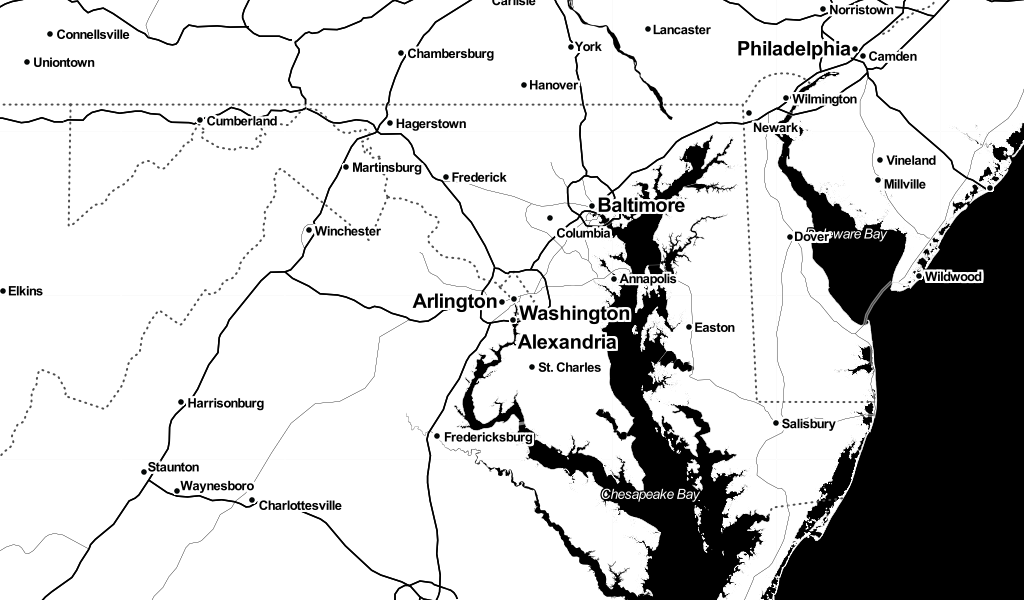 Carlisle
Norristown
Connellsville
Lancaster
York
Philadelphia
Chambersburg
Camden
Uniontown
Hanover
Wilmington
Cumberland
Hagerstown
Newark
Vineland
Martinsburg
Frederick
Millville
Baltimore
Winchester
Columbia
Dover
Delaware Bay
Wildwood
Annapolis
Elkins
Arlington
Washington
Easton
Alexandria
St. Charles
Harrisonburg
Salisbury
Fredericksburg
Staunton
Waynesboro
Chesapeake Bay
Charlottesville